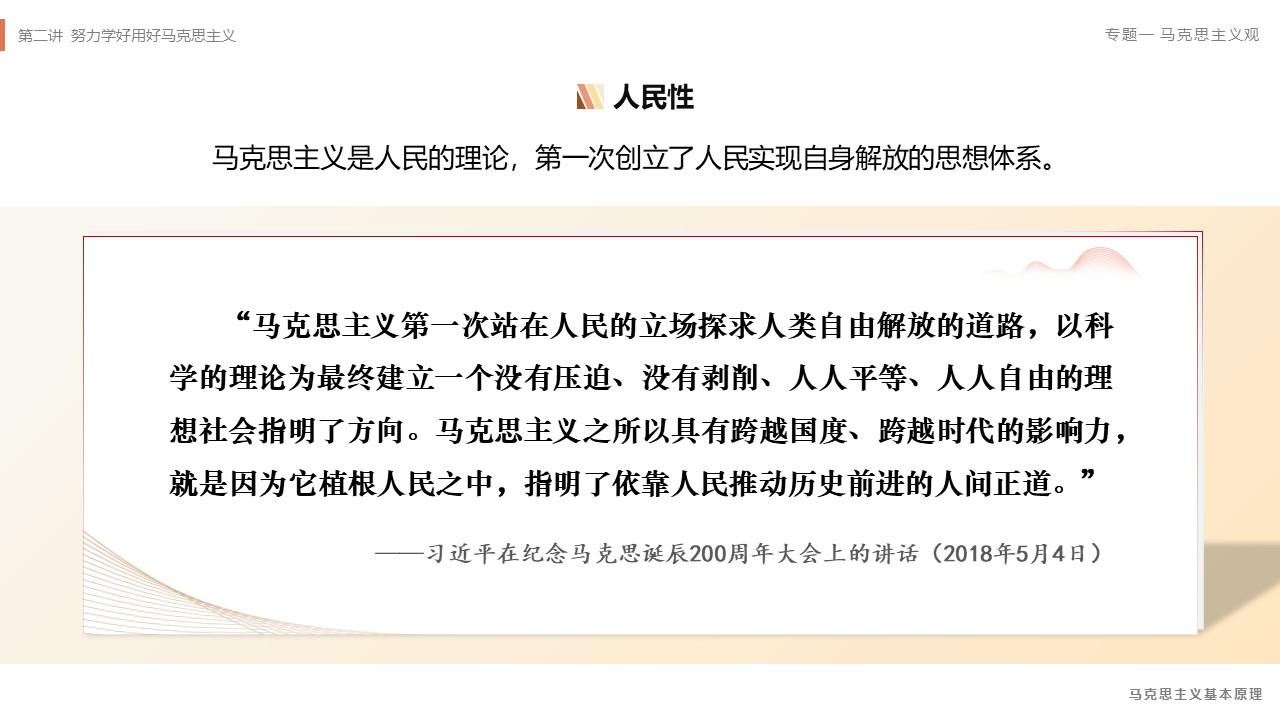 第二讲 努力学好用好马克思主义
专题一 马克思主义观
人民性
马克思主义是人民的理论，第一次创立了人民实现自身解放的思想体系。
“马克思主义第一次站在人民的立场探求人类自由解放的道路，以科
学的理论为最终建立一个没有压迫、没有剥削、人人平等、人人自由的理
想社会指明了方向。马克思主义之所以具有跨越国度、跨越时代的影响力，
就是因为它植根人民之中，指明了依靠人民推动历史前进的人间正道。”
——习近平在纪念马克思诞辰200周年大会上的讲话（2018年5月4日）
马克思主义基本原理